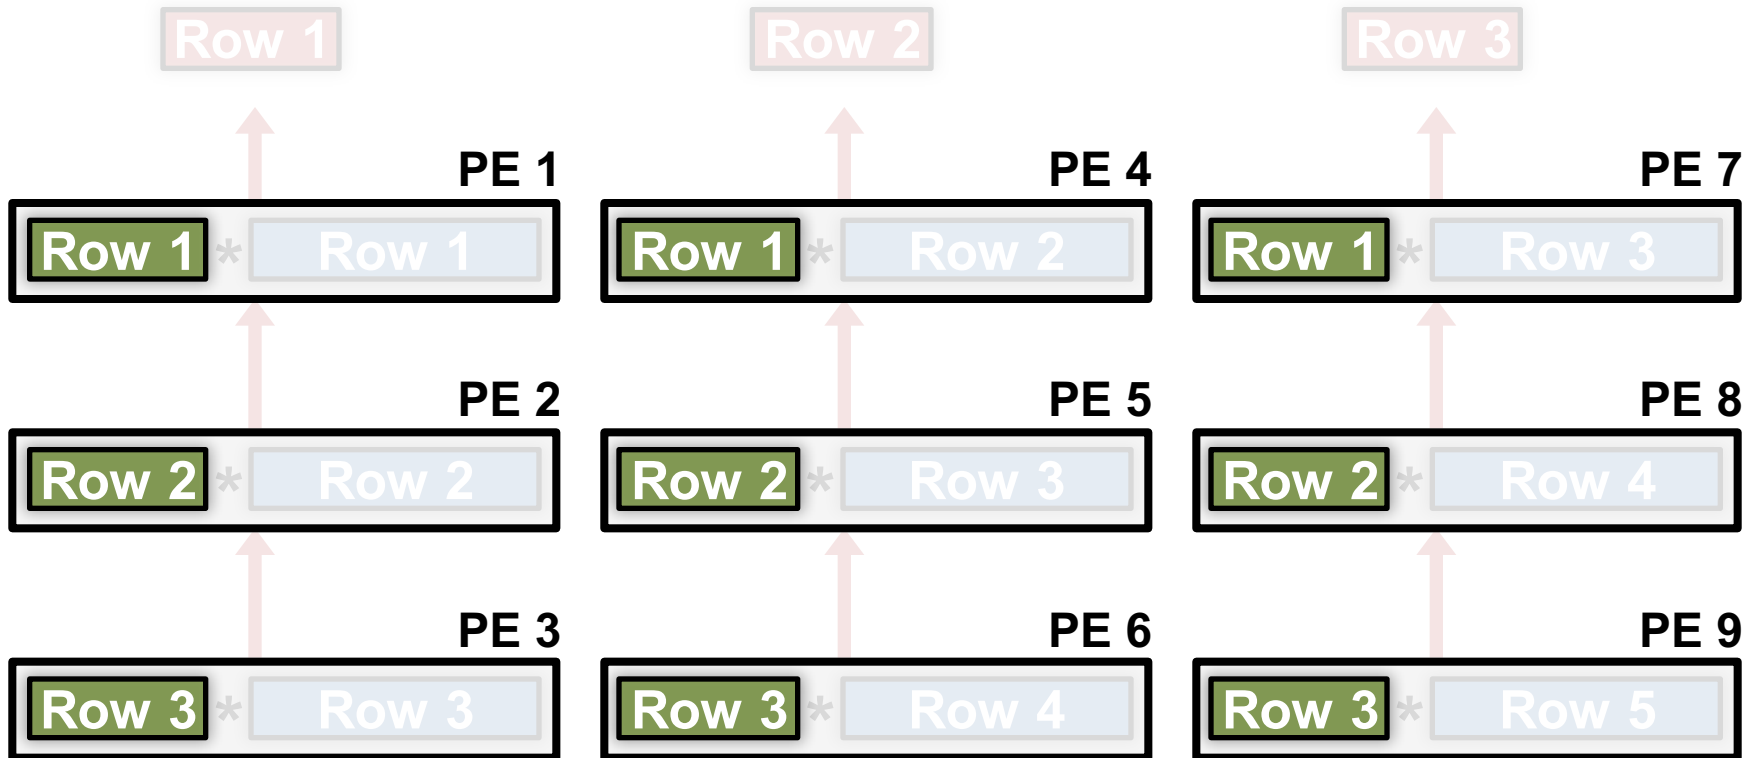 Row 1 Row 2 Row 3
PE 1 PE 4 PE 7
Row 1 * Row 1 Row 1 * Row 2 Row 1 * Row 3
PE 2 PE 5 PE 8
Row 2 * Row 2 Row 2 * Row 3 Row 2 * Row 4
PE 3 PE 6 PE 9
Row 3 * Row 3 Row 3 * Row 4 Row 3 * Row 5